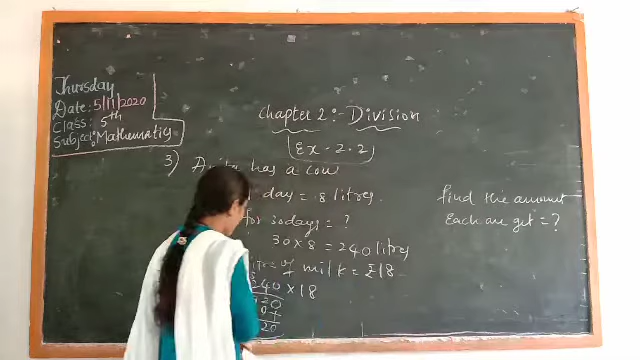 Thursday
Date: 5/11/2020
Class: 5th
Subject: Mathematics
Chapter 2:- Division
Ex - 2.2
3) Anita has a cow
day = 8 litres.
for 30 days = ?
30 × 8 = 240 litres
litre of milk = ₹18
240 × 18
find the amount
Each one get = ?